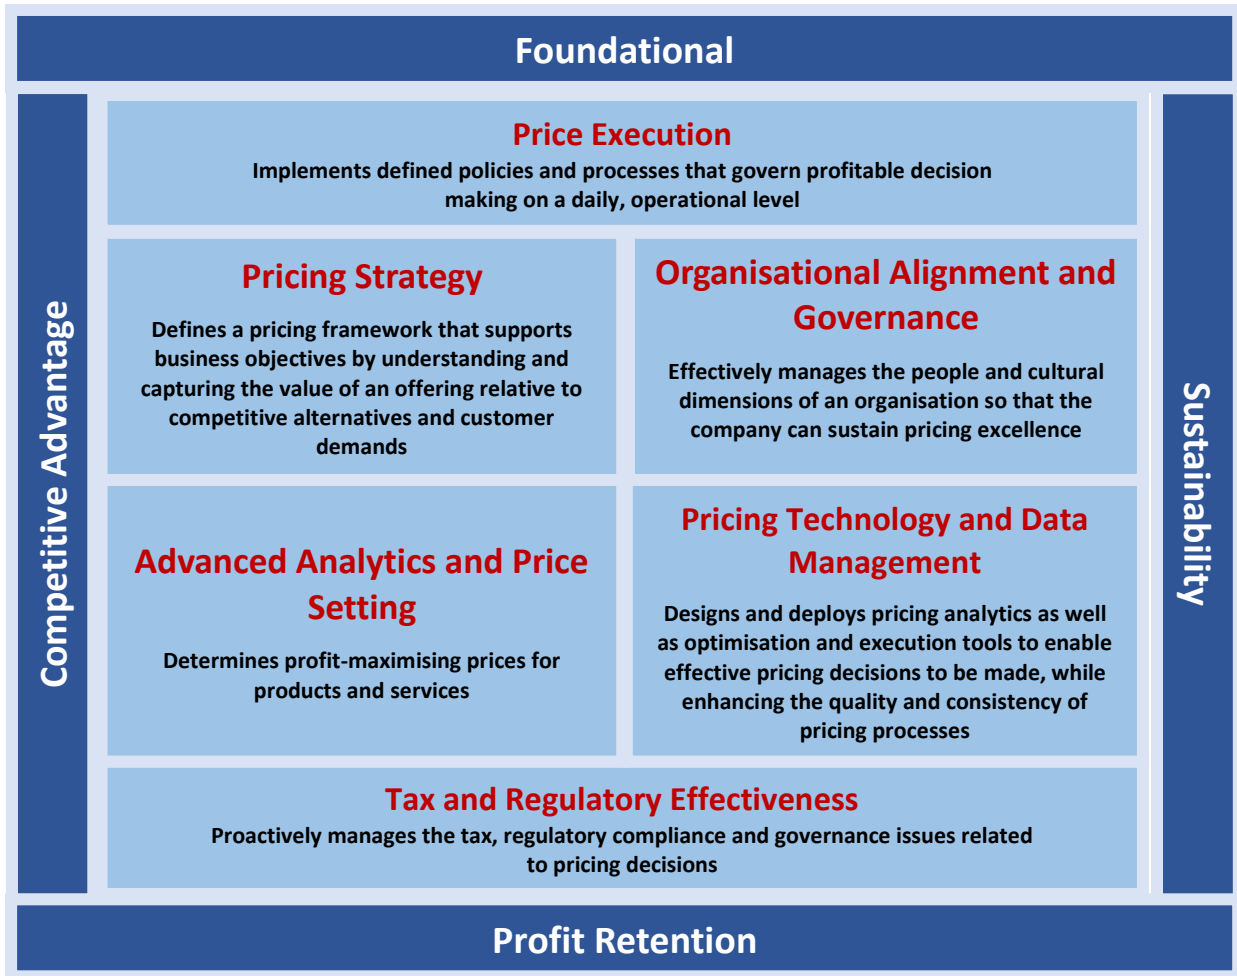 Foundational
Price Execution
Implements defined policies and processes that govern profitable decision
making on a daily, operational level
Competitive Advantage
Pricing Strategy
Defines a pricing framework that supports
business objectives by understanding and
capturing the value of an offering relative to
competitive alternatives and customer
demands
Organisational Alignment and
Governance
Effectively manages the people and cultural
dimensions of an organisation so that the
company can sustain pricing excellence
Advanced Analytics and Price
Setting
Determines profit-maximising prices for
products and services
Pricing Technology and Data
Management
Designs and deploys pricing analytics as well
as optimisation and execution tools to enable
effective pricing decisions to be made, while
enhancing the quality and consistency of
pricing processes
Sustainability
Tax and Regulatory Effectiveness
Proactively manages the tax, regulatory compliance and governance issues related
to pricing decisions
Profit Retention